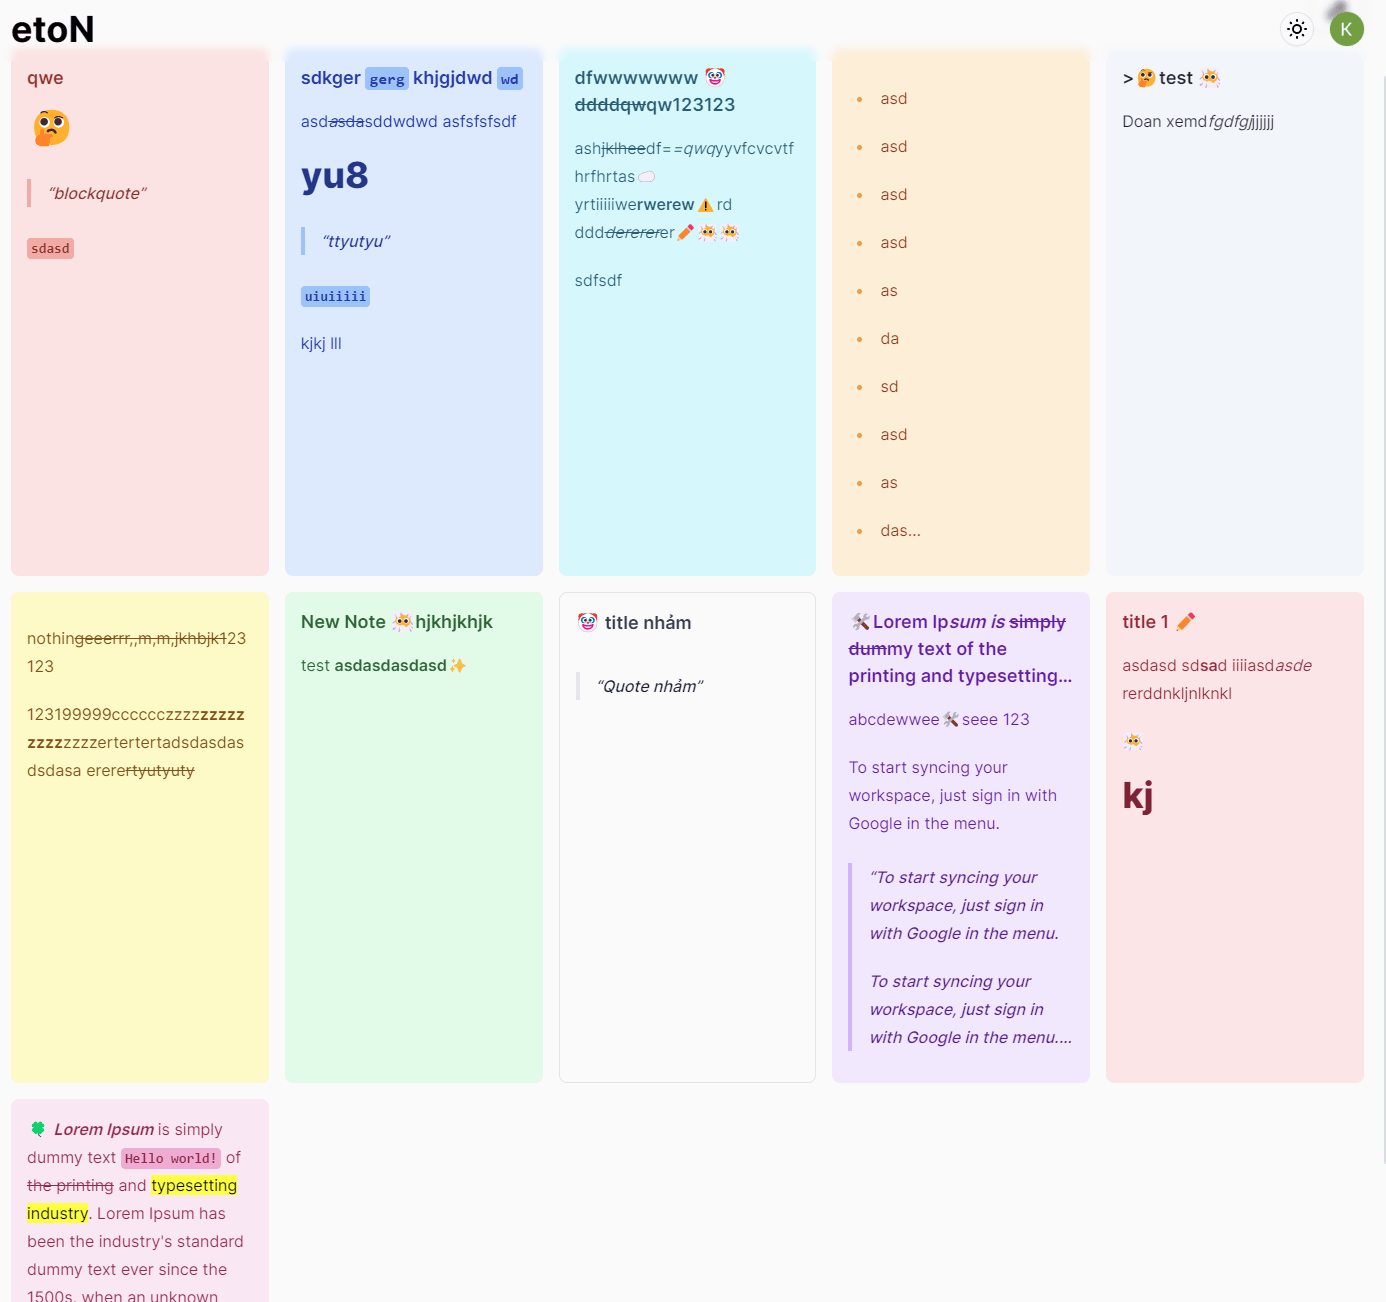 etoN
K
qwe
“blockquote”
sdasd
sdkger gerg khjgjdwd wd
asdasdasddwdwd asfsfsfsdf
yu8
“ttyutyu”
uiuiiiii
kjkj lll
dfwwwwwww
ddddqwqw123123
ashjklheedf==qwqyyvfcvcvtf
hrfhrtas
yrtiiiiiwerwerew rd
ddddererererer
sdfsdf
• asd
• asd
• asd
• asd
• as
• da
• sd
• asd
• as
• das...
> test
Doan xemdfgdfgjjjjjjj
nothingeeerrr,,m,m,jkhbjk123
123
123199999ccccccczzzzzzzzz
zzzzzzzzertertertadsdasdas
dsdasa erererrtyutyuty
New Note hjkhjkhjk
test asdasdasdasd
title nhảm
“Quote nhảm”
Lorem Ipsum is simply
dummy text of the
printing and typesetting...
abcdewwee seee 123
To start syncing your
workspace, just sign in with
Google in the menu.
“To start syncing your
workspace, just sign in
with Google in the menu.
To start syncing your
workspace, just sign in
with Google in the menu....
title 1
asdasd sdsad iiiiasdasde
rerddnkljnlknkl
kj
Lorem Ipsum is simply
dummy text Hello world! of
the printing and typesetting
industry. Lorem Ipsum has
been the industry's standard
dummy text ever since the
1500s, when an unknown